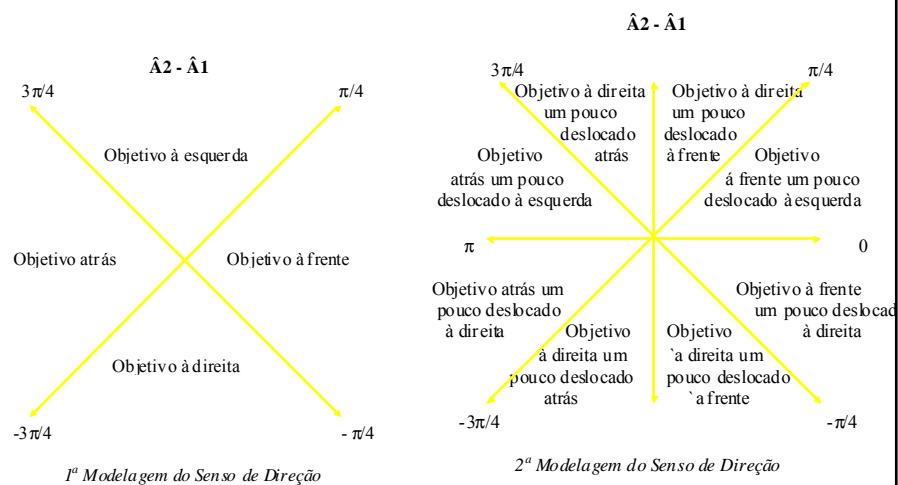 Â2 - Â1
3π/4
π/4
Objetivo à esquerda
Objetivo atrás
Objetivo à frente
Objetivo à direita
-3π/4
- π/4
1ª Modelagem do Senso de Direção
Â2 - Â1
3π/4
π/4
Objetivo à direita
um pouco
deslocado
atrás
Objetivo à direita
um pouco
deslocado
à frente
Objetivo
atrás um pouco
deslocado à esquerda
Objetivo
á frente um pouco
deslocado à esquerda
π
0
Objetivo atrás um
pouco deslocado
à direita
Objetivo
à direita um
pouco deslocado
atrás
Objetivo
`a direita um
pouco deslocado
`a frente
Objetivo à frente
um pouco deslocad
à direita
-3π/4
-π/4
2ª Modelagem do Senso de Direção